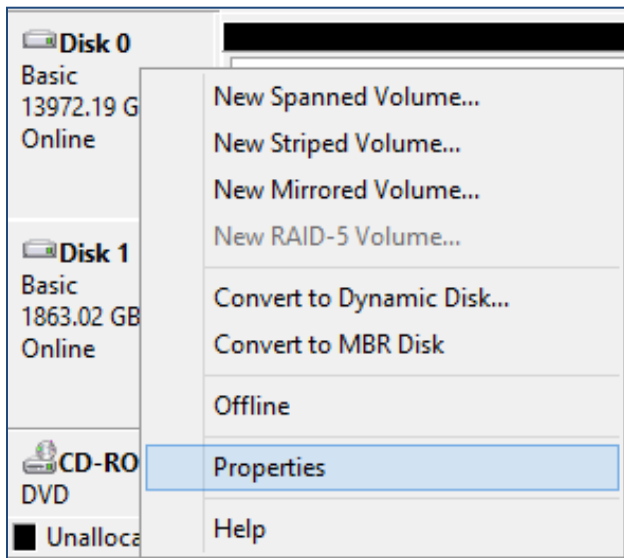 Disk 0
Basic
13972.19 G
Online
New Spanned Volume...
New Striped Volume...
New Mirrored Volume...
New RAID-5 Volume...
Convert to Dynamic Disk...
Convert to MBR Disk
Offline
Properties
Help
Disk 1
Basic
1863.02 GB
Online
CD-RO
DVD
Unalloca